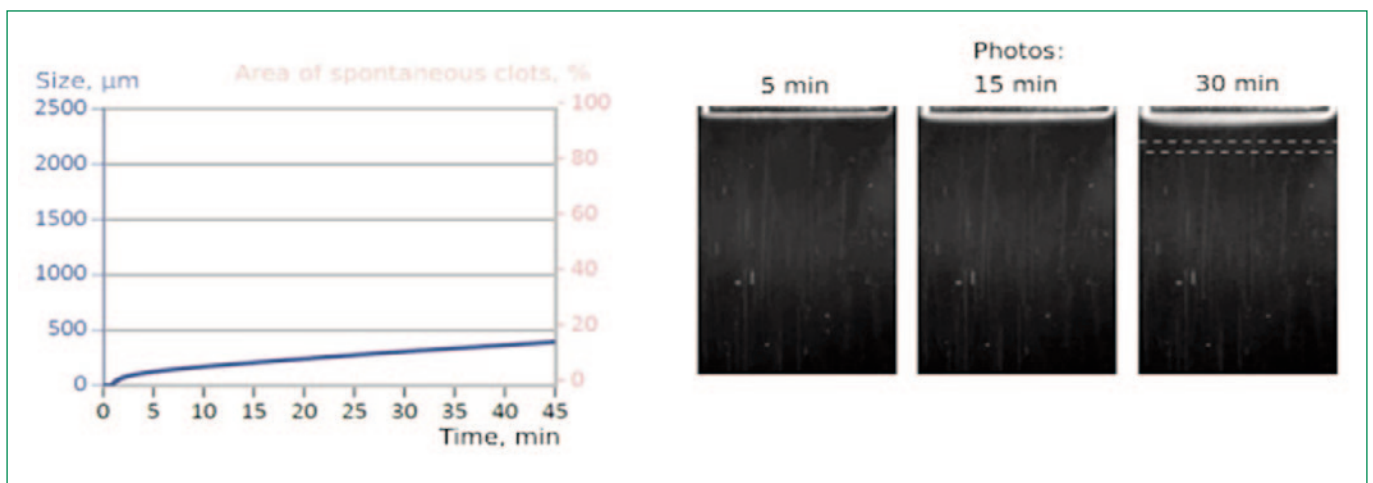 Size, μm
Area of spontaneous clots, %
2500
2000
1500
1000
500
0
100
80
60
40
20
0
0 5 10 15 20 25 30 35 40 45
Time, min
Photos:
5 min 15 min 30 min